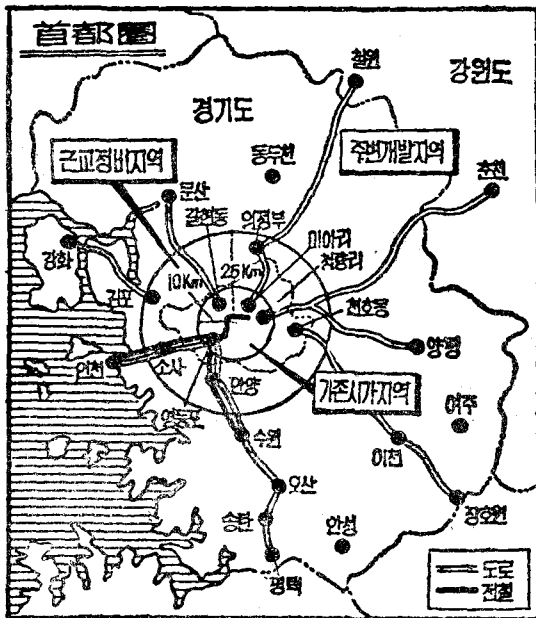 首都圈
철원
강원도
경기도
근교정비지역
동두천
주변개발지역
춘천
문산
갈현동
의정부
미아리
강화
10Km
25Km
김포
천호동
양평
인천
소사
안양
기존시가지역
영등포
여주
수원
이천
오산
장호원
송탄
안성
평택
도로
전철